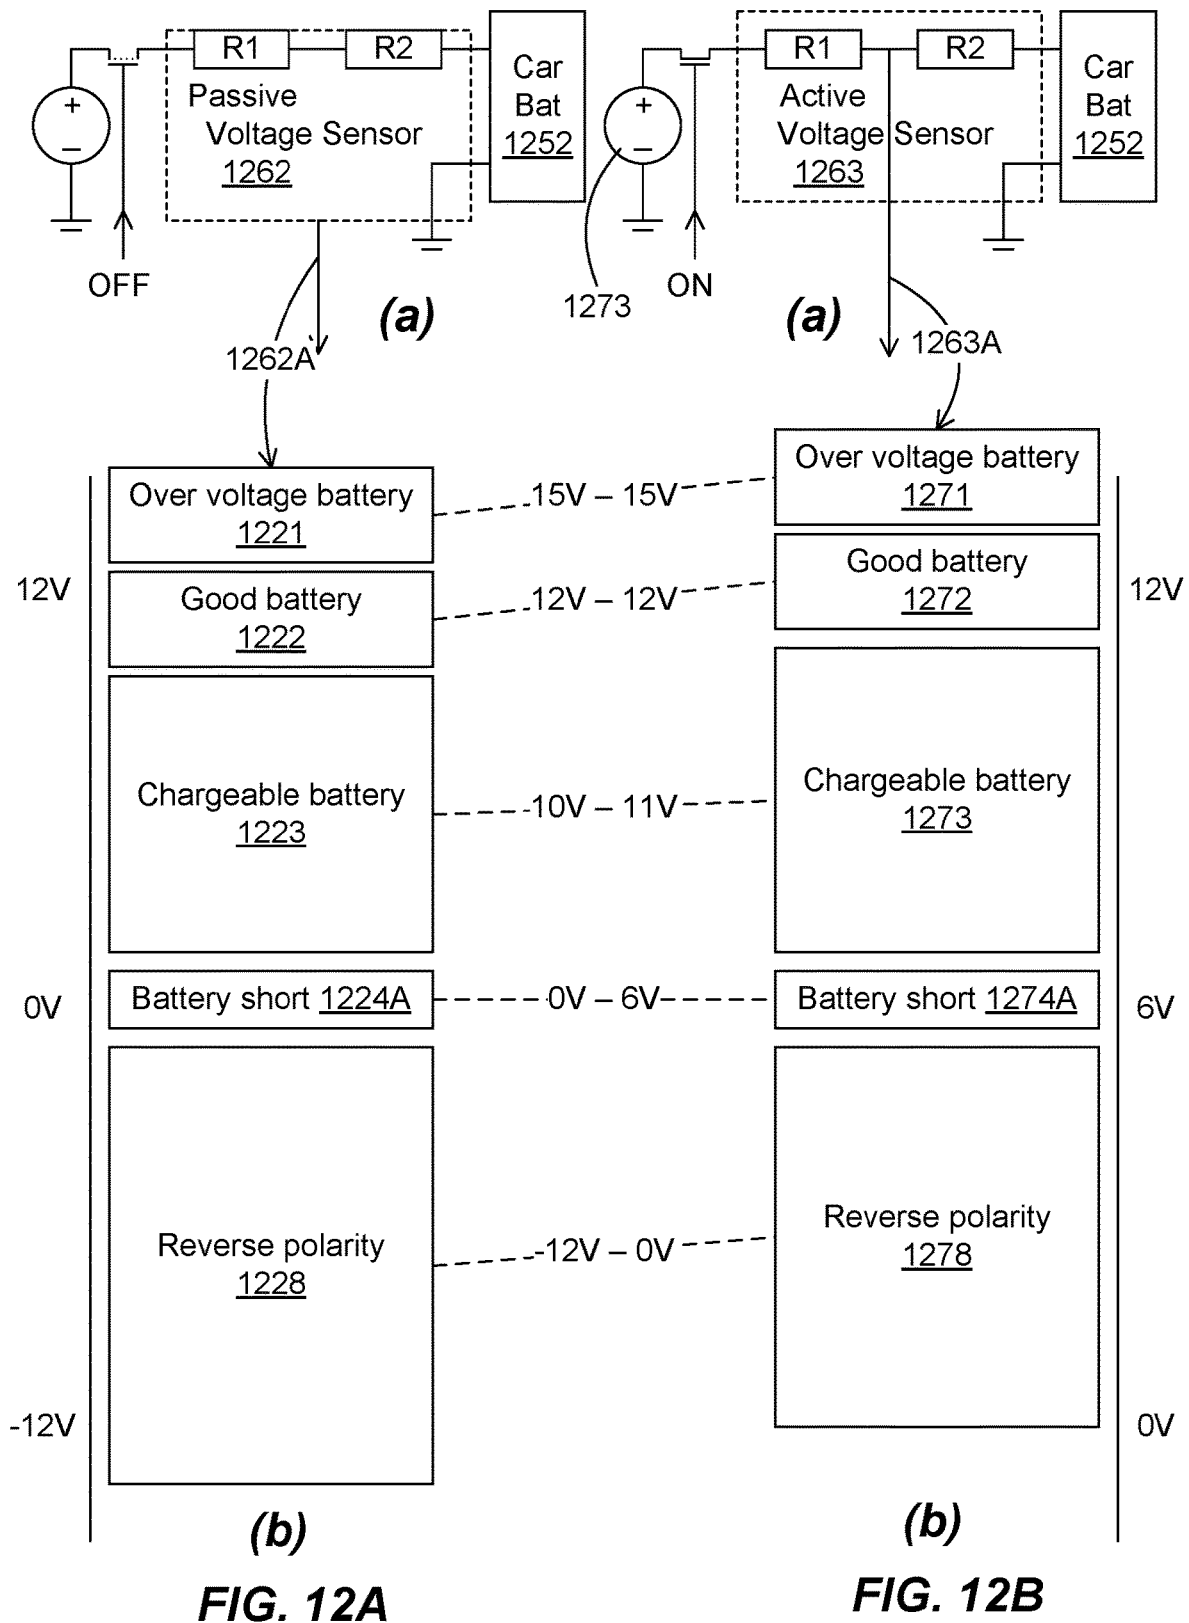 R1
R2
Passive
Voltage Sensor
1262
Car
Bat
1252
+
−
OFF
(a)
1262A
R1
R2
Active
Voltage Sensor
1263
Car
Bat
1252
+
−
1273
ON
(a)
1263A
Over voltage battery
1221
15V – 15V
Over voltage battery
1271
12V
Good battery
1222
12V – 12V
Good battery
1272
12V
Chargeable battery
1223
10V – 11V
Chargeable battery
1273
0V
Battery short 1224A
0V – 6V
Battery short 1274A
6V
Reverse polarity
1228
-12V – 0V
Reverse polarity
1278
-12V
0V
(b)
(b)
FIG. 12A
FIG. 12B